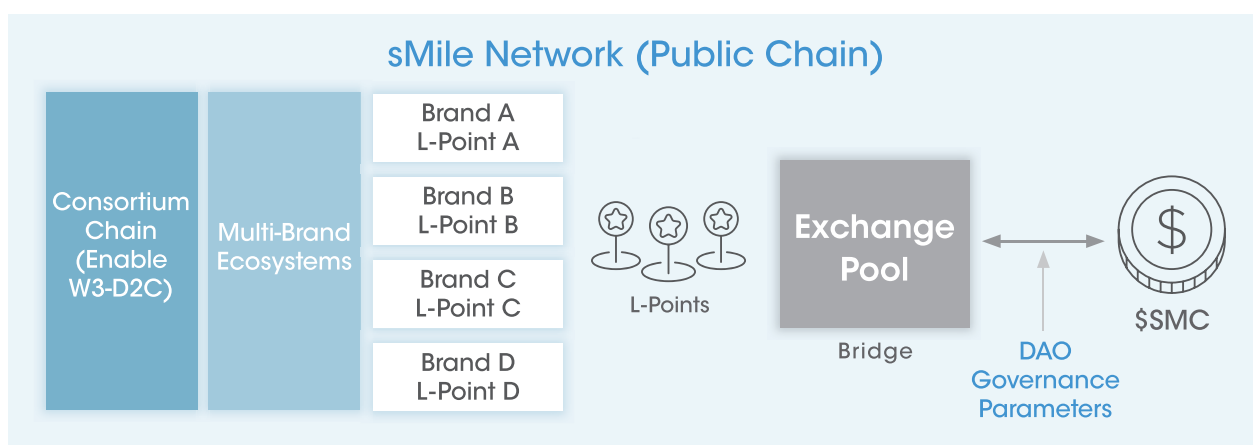 sMile Network (Public Chain)
Consortium
Chain
(Enable
W3-D2C)
Multi-Brand
Ecosystems
Brand A
L-Point A
Brand B
L-Point B
Brand C
L-Point C
Brand D
L-Point D
L-Points
Exchange
Pool
Bridge
DAO
Governance
Parameters
$
$SMC